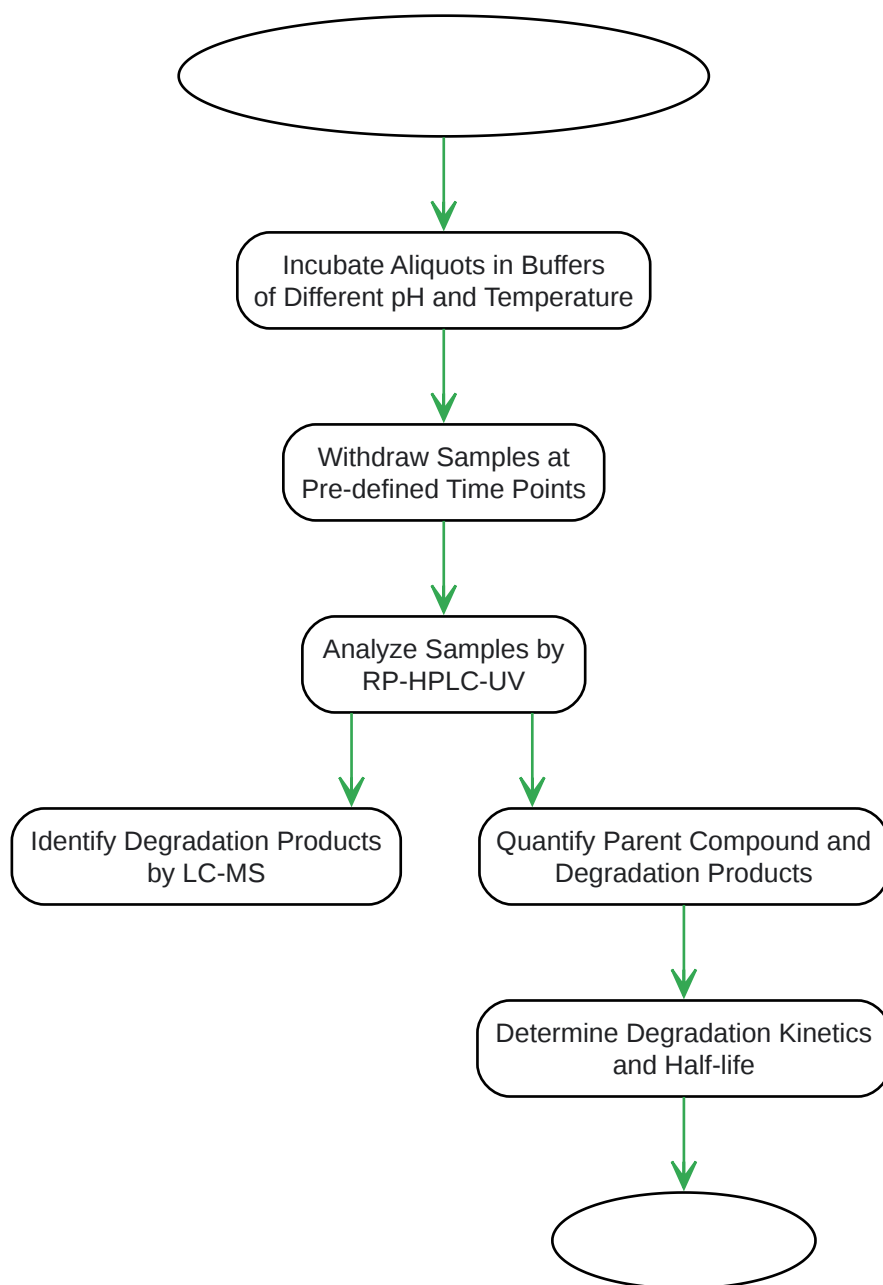 Incubate Aliquots in Buffers
of Different pH and Temperature
Withdraw Samples at
Pre-defined Time Points
Analyze Samples by
RP-HPLC-UV
Identify Degradation Products
by LC-MS
Quantify Parent Compound and
Degradation Products
Determine Degradation Kinetics
and Half-life